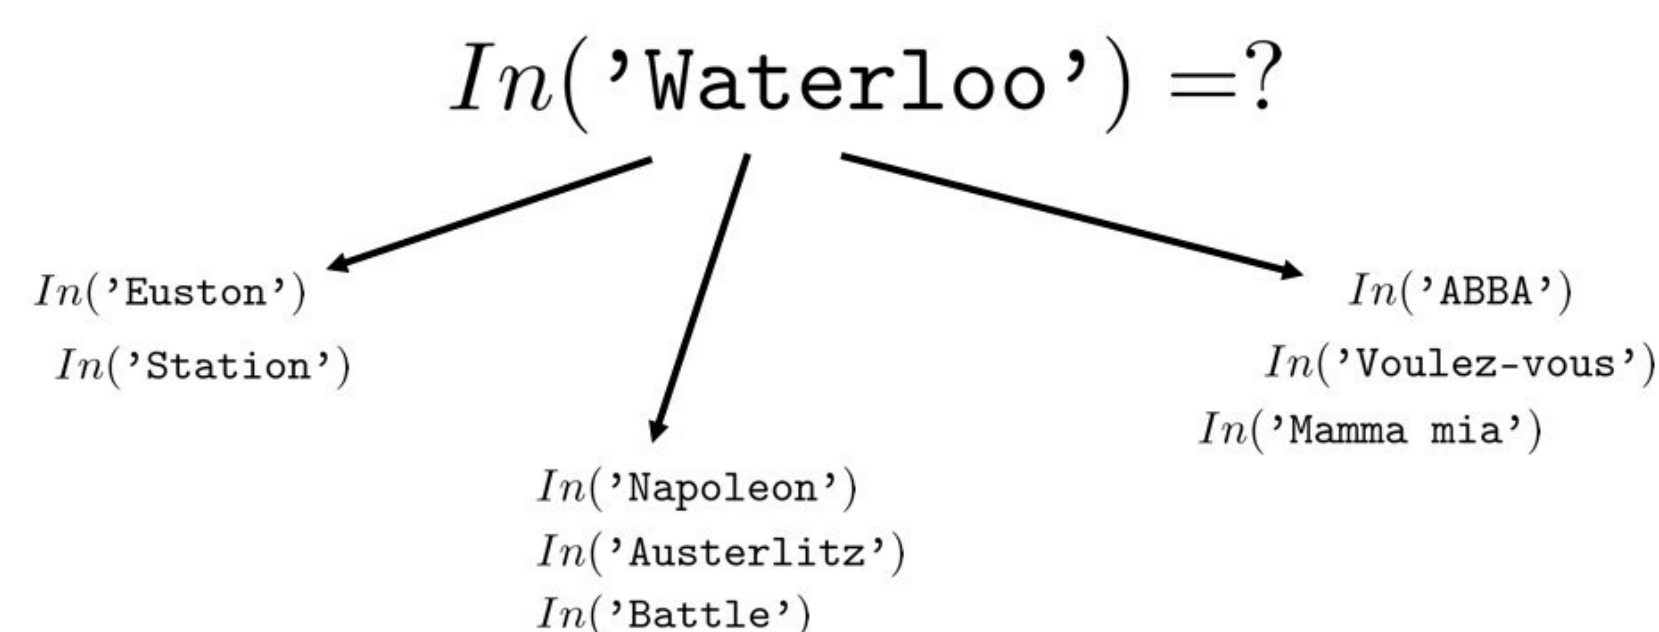 In('Waterloo') =?
In('Euston')
In('Station')
In('Napoleon')
In('Austerlitz')
In('Battle')
In('ABBA')
In('Voulez-vous')
In('Mamma mia')